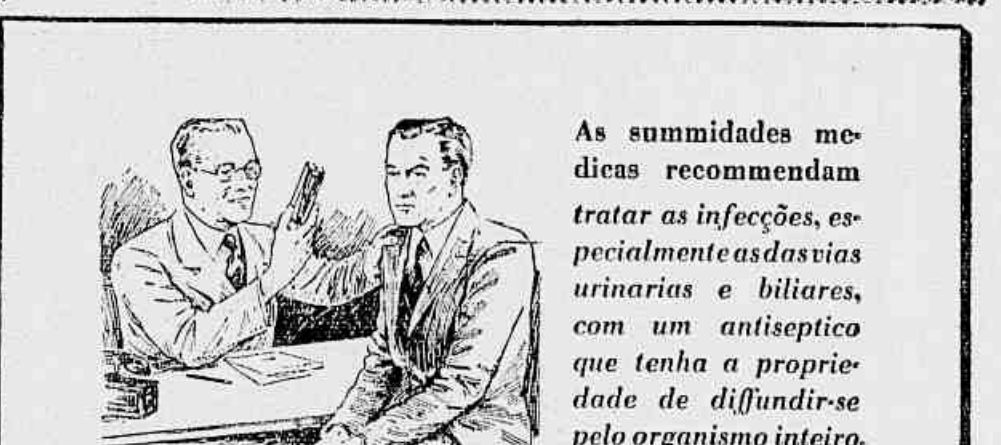 As summidades me-
dicas recommendam
tratar as infecções, es-
pecialmente as das vias
urinarias e biliares,
com um antiseptico
que tenha a proprie-
dade de diffundir-se
pelo organismo inteiro.